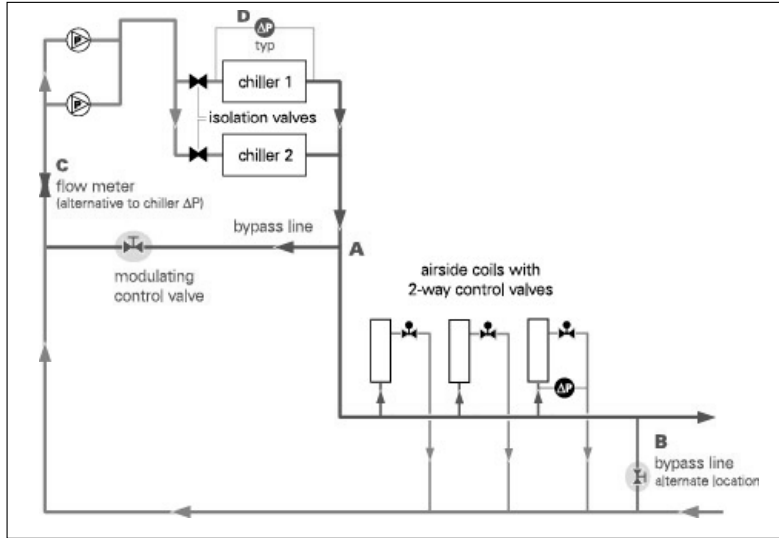 D
P
ΔP
typ
chiller 1
P
isolation valves
chiller 2
C
flow meter
(alternative to chiller ΔP)
bypass line
A
modulating
control valve
airside coils with
2-way control valves
ΔP
B
bypass line
alternate location